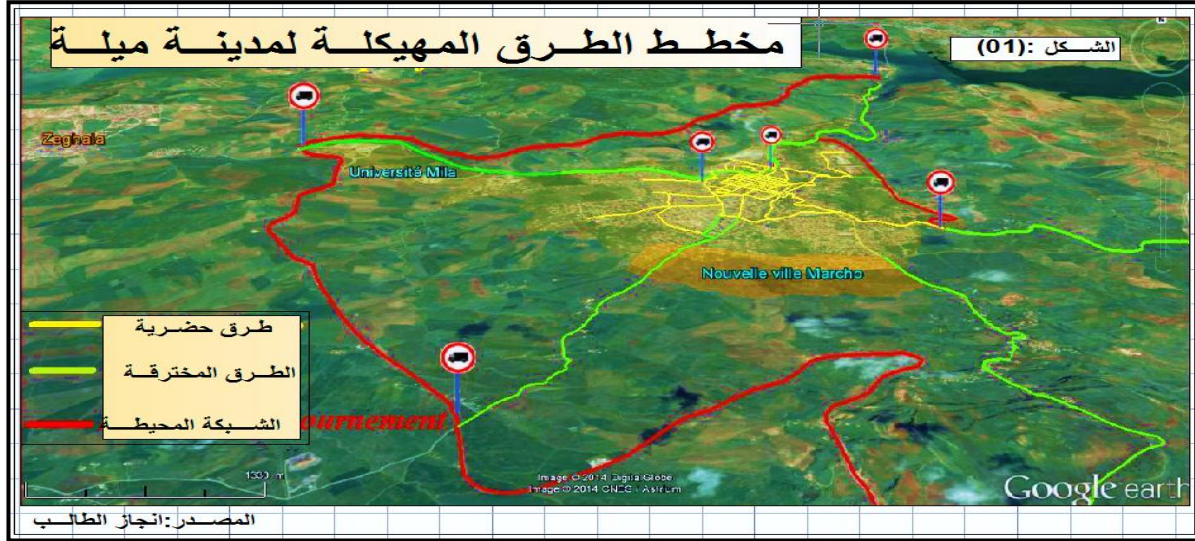 مخطط الطرق المهيكلة لمدينة ميلة
الشكل :(01)
Zeghaia
Université Mila
Nouvelle ville Marcho
طرق حضرية
الطرق المخترقة
الشبكة المحيطة
ournement
1330 m
Image © 2014 DigitalGlobe
Image © 2014 CNES / Astrium
Google earth
المصدر:انجاز الطالب